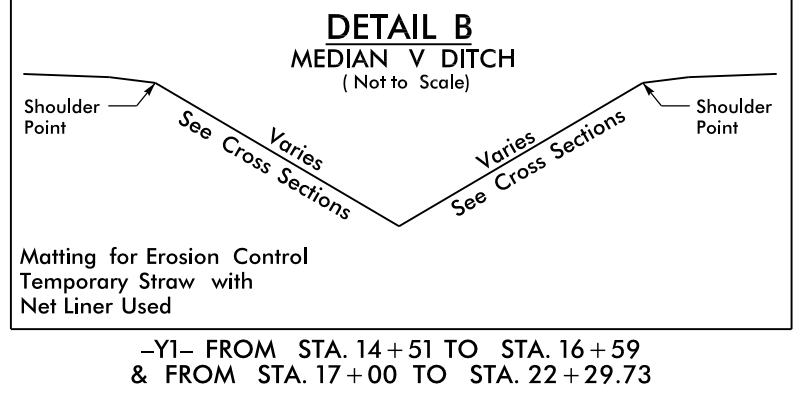 DETAIL B
MEDIAN V DITCH
( Not to Scale)
Shoulder
Point
Varies
See Cross Sections
Varies
See Cross Sections
Shoulder
Point
Matting for Erosion Control
Temporary Straw with
Net Liner Used
–Y1– FROM STA. 14+51 TO STA. 16+59
& FROM STA. 17+00 TO STA. 22+29.73